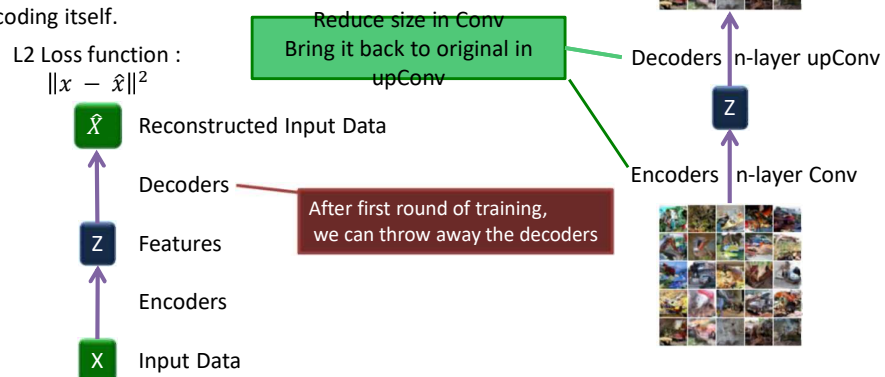 coding itself.
L2 Loss function :
‖x − x̂‖²
X̂ Reconstructed Input Data
Decoders
After first round of training,
we can throw away the decoders
Z Features
Encoders
X Input Data
Reduce size in Conv
Bring it back to original in
upConv
Decoders n-layer upConv
Z
Encoders n-layer Conv